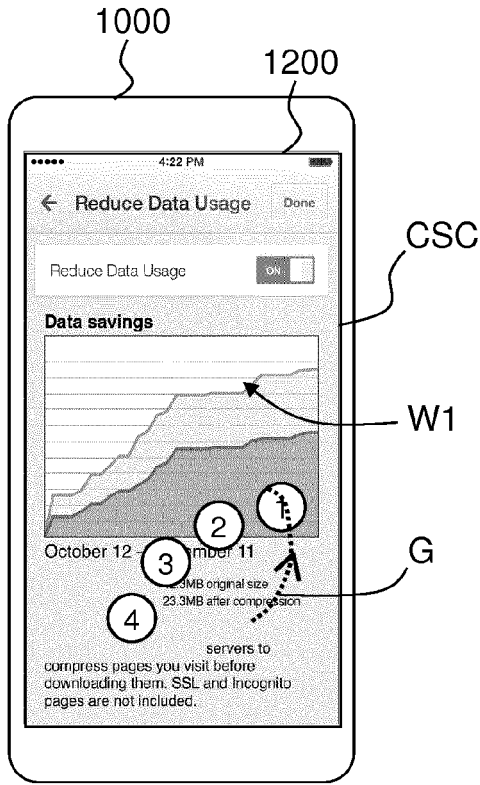 1000
1200
4:22 PM
Reduce Data Usage
Done
CSC
Reduce Data Usage
ON
Data savings
W1
1
2
October 12 - ember 11
3
G
.3MB original size
23.3MB after compression
4
servers to
compress pages you visit before
downloading them. SSL and Incognito
pages are not included.